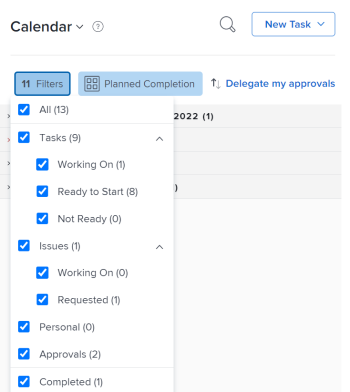 Calendar
New Task
11 Filters
Planned Completion
Delegate my approvals
All (13)
2022 (1)
Tasks (9)
Working On (1)
Ready to Start (8)
)
Not Ready (0)
Issues (1)
Working On (0)
Requested (1)
Personal (0)
Approvals (2)
Completed (1)